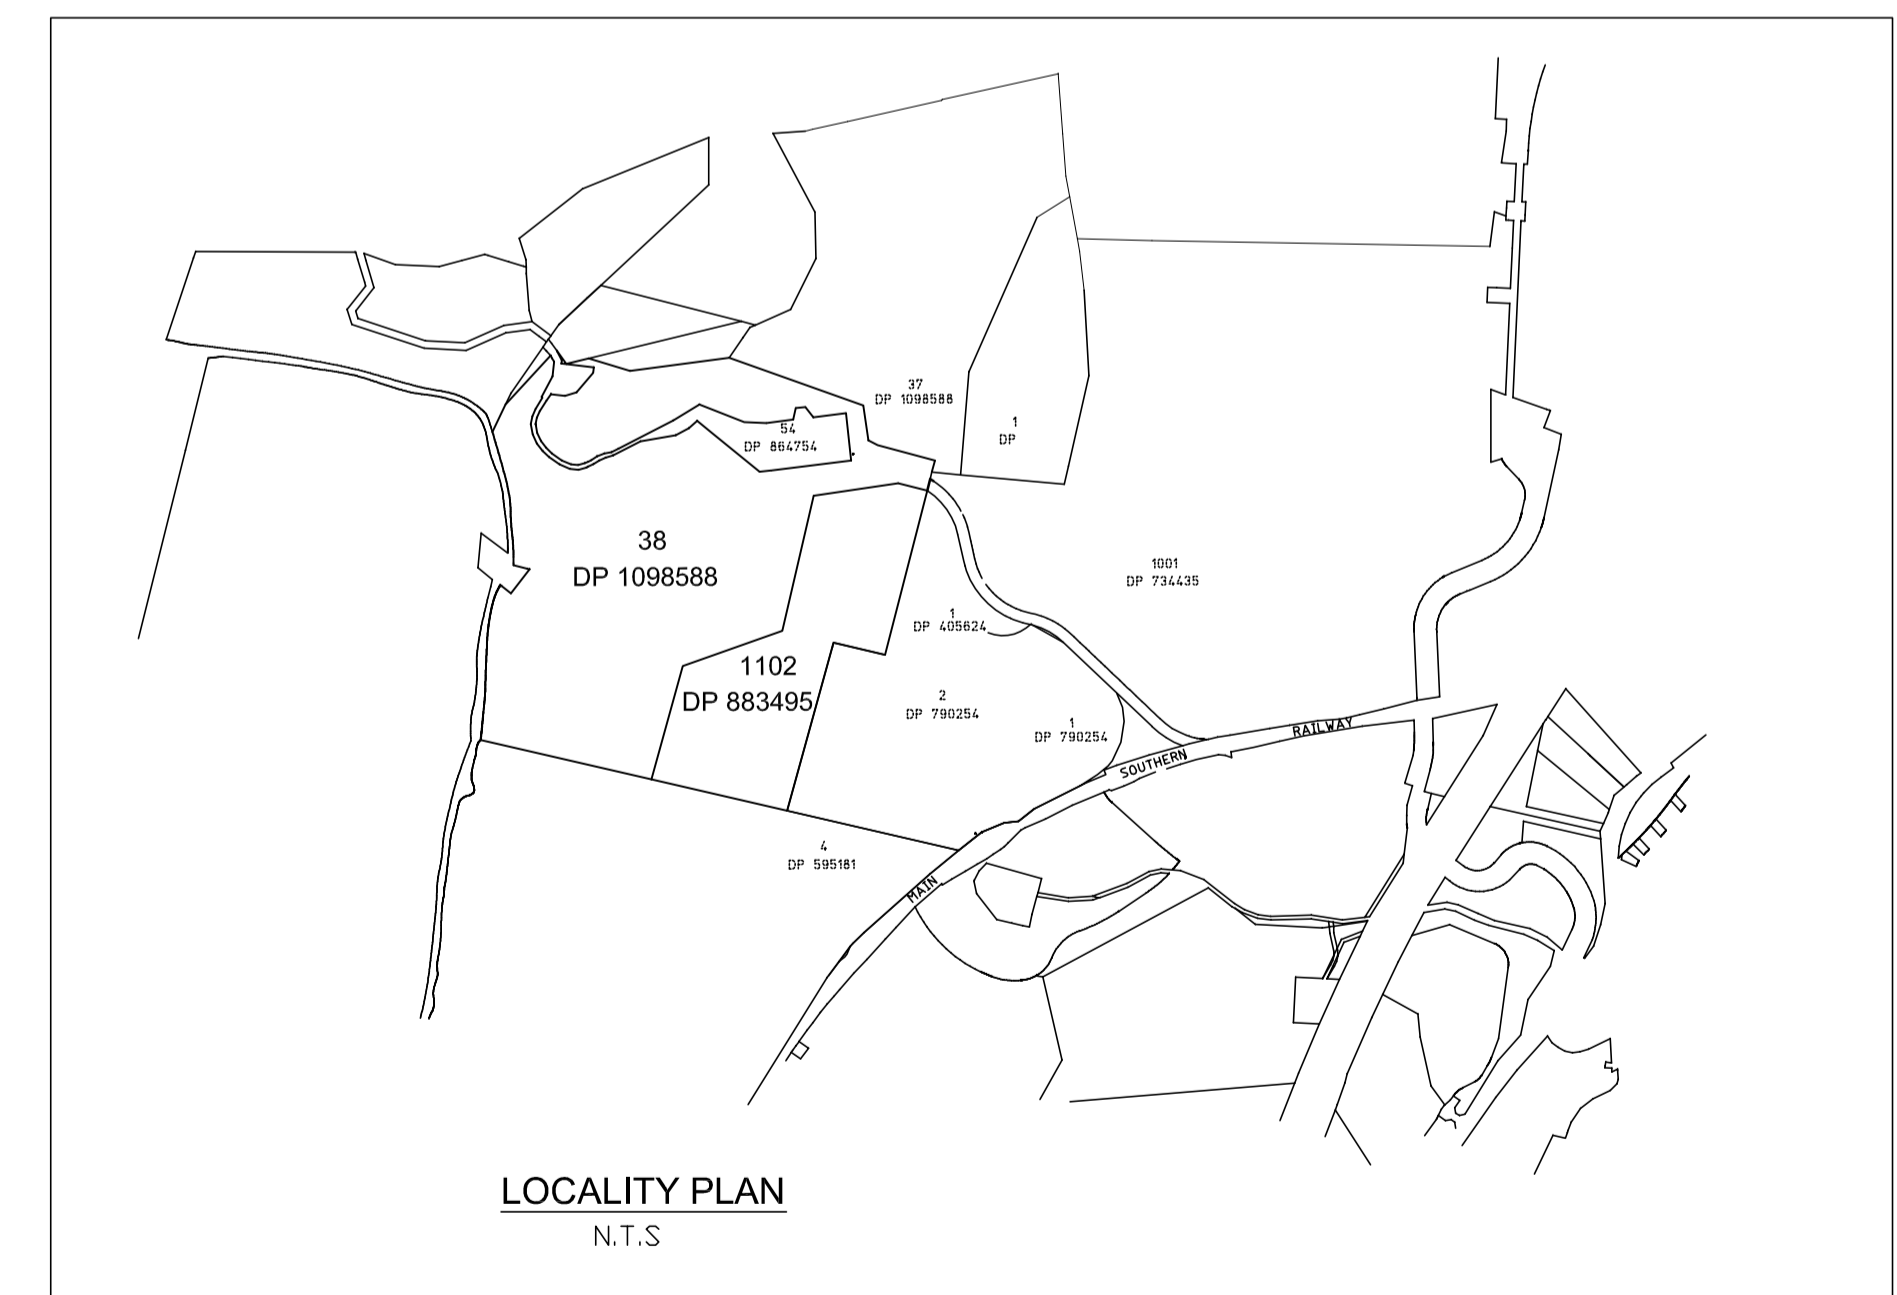 37
DP 1098588
1
DP
54
DP 864754
38
DP 1098588
1001
DP 734435
1
DP 405624
1102
DP 883495
2
DP 790254
1
DP 790254
MAIN SOUTHERN RAILWAY
4
DP 595181
LOCALITY PLAN
N.T.S